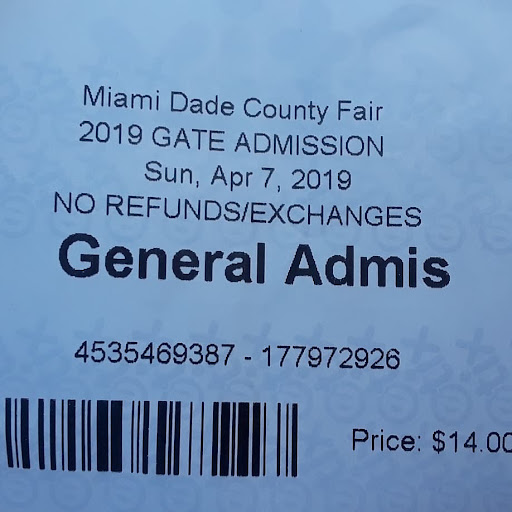 Miami Dade County Fair
2019 GATE ADMISSION
Sun, Apr 7, 2019
NO REFUNDS/EXCHANGES
General Admis
4535469387 - 177972926
Price: $14.00